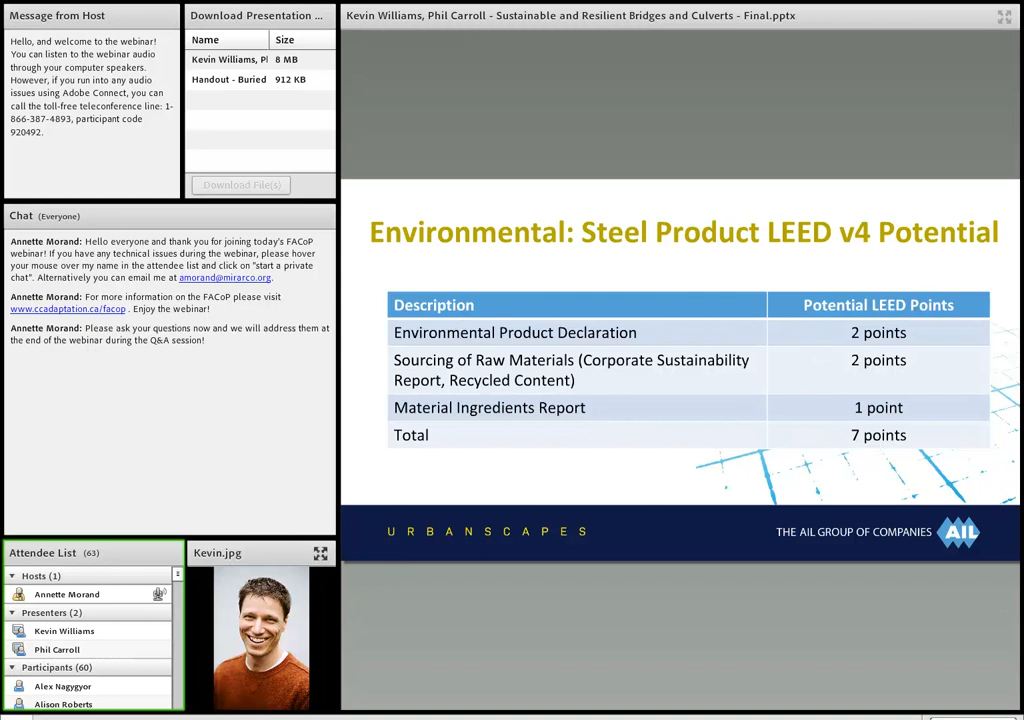 Message from Host
Hello, and welcome to the webinar!
You can listen to the webinar audio
through your computer speakers.
However, if you run into any audio
issues using Adobe Connect, you can
call the toll-free teleconference line: 1-
866-387-4893, participant code
920492.
Download Presentation ...
Name Size
Kevin Williams, Pl 8 MB
Handout - Buried 912 KB
Download File(s)
Chat (Everyone)
Annette Morand: Hello everyone and thank you for joining today's FACoP
webinar! If you have any technical issues during the webinar, please hover
your mouse over my name in the attendee list and click on "start a private
chat". Alternatively you can email me at amorand@mirarco.org.
Annette Morand: For more information on the FACoP please visit
www.ccadaptation.ca/facop . Enjoy the webinar!
Annette Morand: Please ask your questions now and we will address them at
the end of the webinar during the Q&A session!
Attendee List (63)
Hosts (1)
Annette Morand
Presenters (2)
Kevin Williams
Phil Carroll
Participants (60)
Alex Nagygyor
Alison Roberts
Kevin.jpg
Kevin Williams, Phil Carroll - Sustainable and Resilient Bridges and Culverts - Final.pptx
Environmental: Steel Product LEED v4 Potential
Description Potential LEED Points
Environmental Product Declaration 2 points
Sourcing of Raw Materials (Corporate Sustainability 2 points
Report, Recycled Content)
Material Ingredients Report 1 point
Total 7 points
URBANSCAPES
THE AIL GROUP OF COMPANIES AIL